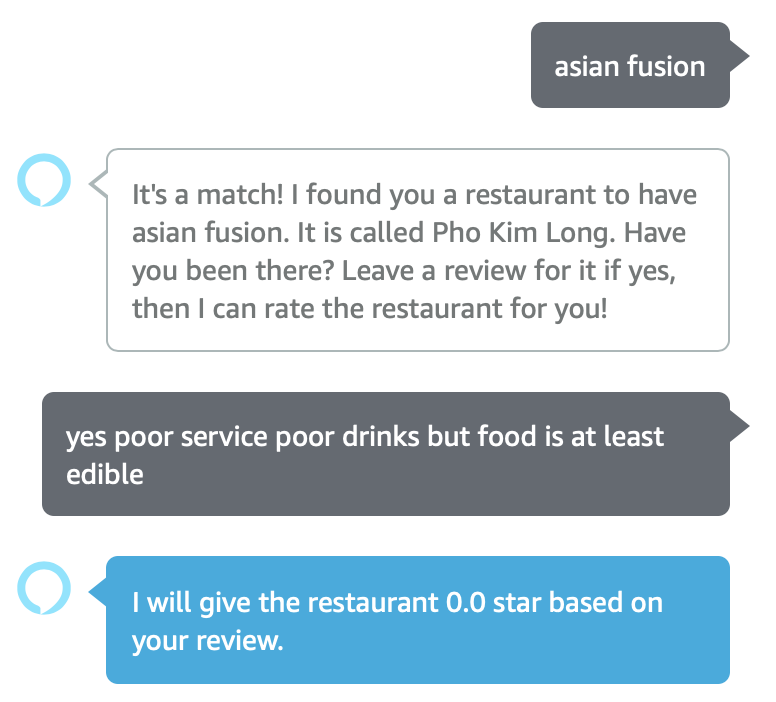 asian fusion
It's a match! I found you a restaurant to have
asian fusion. It is called Pho Kim Long. Have
you been there? Leave a review for it if yes,
then I can rate the restaurant for you!
yes poor service poor drinks but food is at least
edible
I will give the restaurant 0.0 star based on
your review.